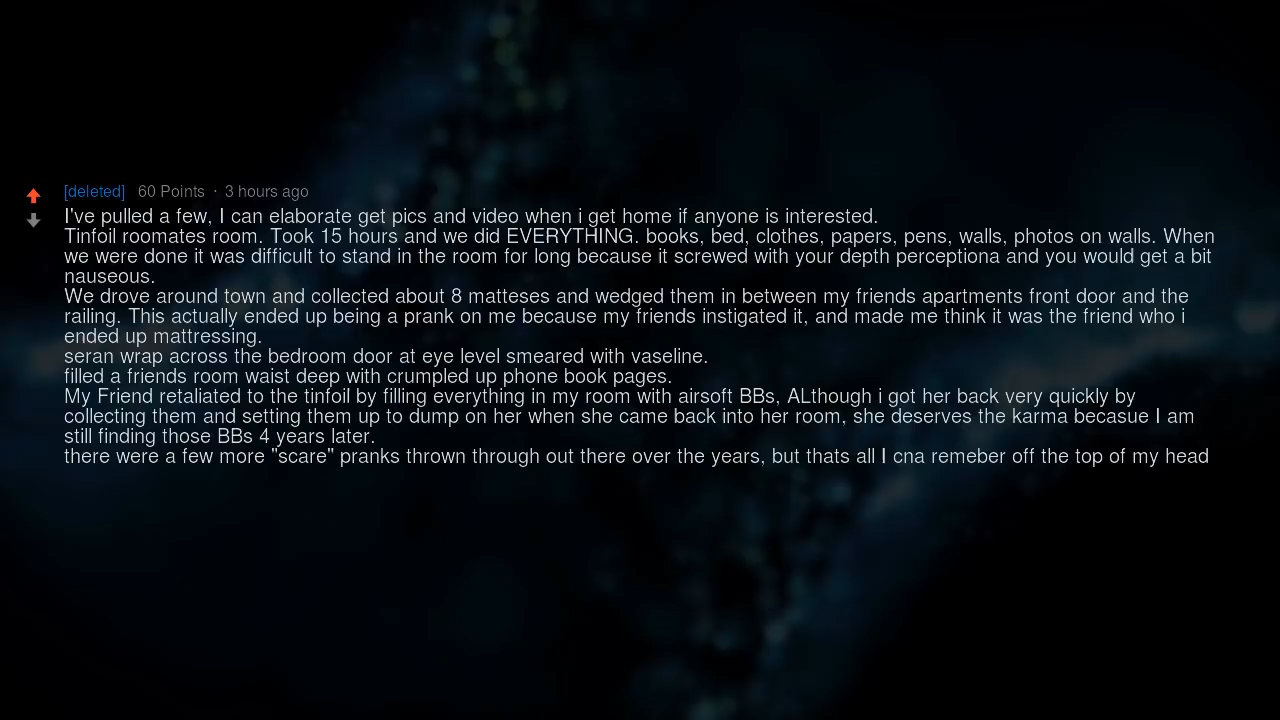 [deleted] 60 Points · 3 hours ago
I've pulled a few, I can elaborate get pics and video when i get home if anyone is interested.
Tinfoil roomates room. Took 15 hours and we did EVERYTHING. books, bed, clothes, papers, pens, walls, photos on walls. When
we were done it was difficult to stand in the room for long because it screwed with your depth perceptiona and you would get a bit
nauseous.
We drove around town and collected about 8 matteses and wedged them in between my friends apartments front door and the
railing. This actually ended up being a prank on me because my friends instigated it, and made me think it was the friend who i
ended up mattressing.
seran wrap across the bedroom door at eye level smeared with vaseline.
filled a friends room waist deep with crumpled up phone book pages.
My Friend retaliated to the tinfoil by filling everything in my room with airsoft BBs, ALthough i got her back very quickly by
collecting them and setting them up to dump on her when she came back into her room, she deserves the karma becasue I am
still finding those BBs 4 years later.
there were a few more "scare" pranks thrown through out there over the years, but thats all I cna remeber off the top of my head